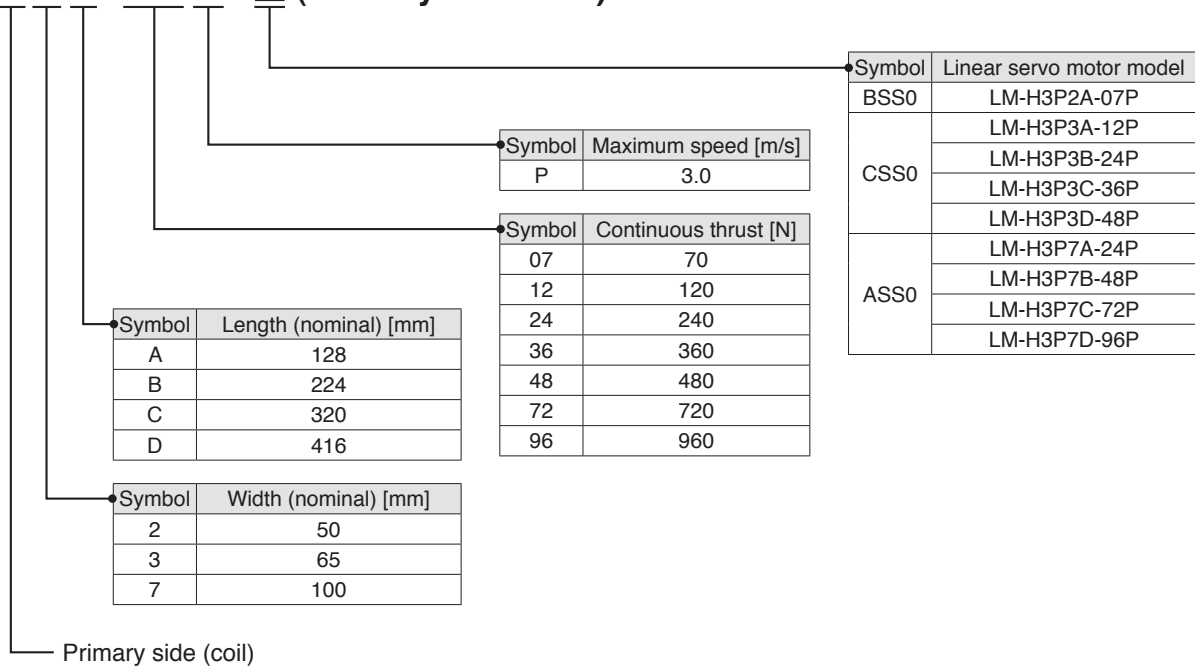 Symbol Linear servo motor model
BSS0 LM-H3P2A-07P
CSS0 LM-H3P3A-12P
LM-H3P3B-24P
LM-H3P3C-36P
LM-H3P3D-48P
ASS0 LM-H3P7A-24P
LM-H3P7B-48P
LM-H3P7C-72P
LM-H3P7D-96P
Symbol Maximum speed [m/s]
P 3.0
Symbol Continuous thrust [N]
07 70
12 120
24 240
36 360
48 480
72 720
96 960
Symbol Length (nominal) [mm]
A 128
B 224
C 320
D 416
Symbol Width (nominal) [mm]
2 50
3 65
7 100
Primary side (coil)